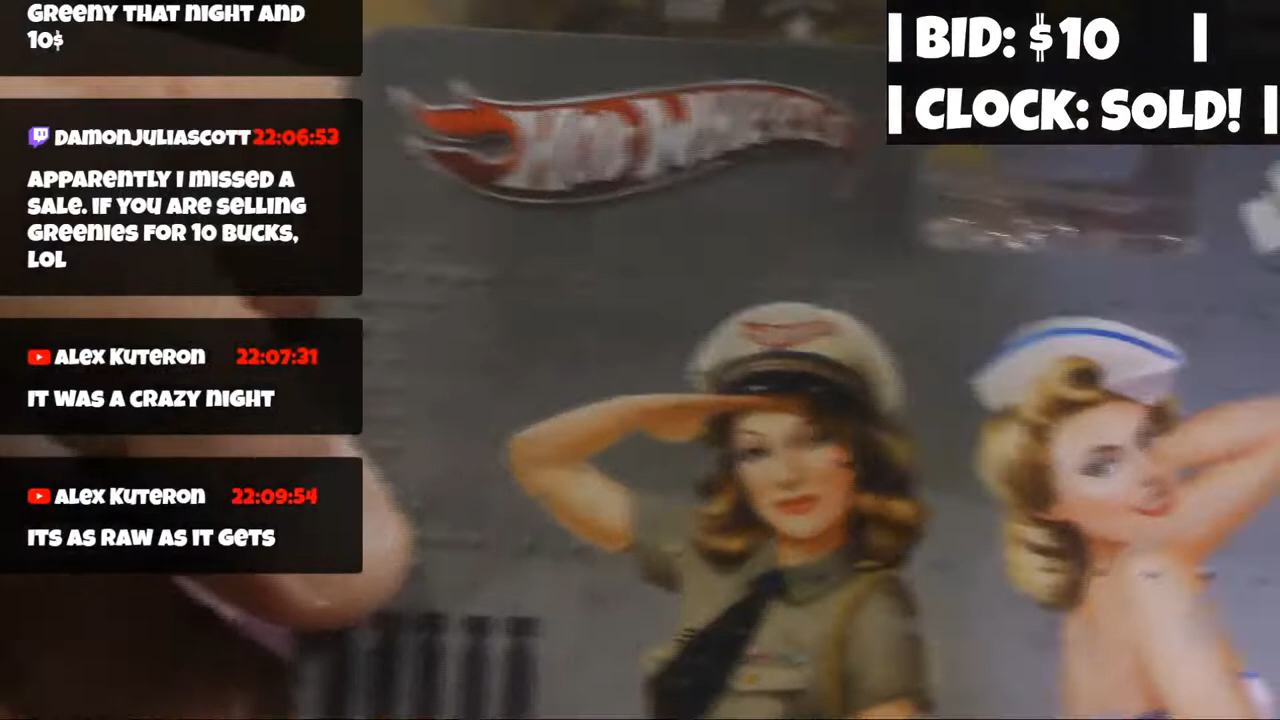 GREENY THAT NIGHT AND
10$
DAMONJULIASCOTT 22:06:53
APPARENTLY I MISSED A
SALE. IF YOU ARE SELLING
GREENIES FOR 10 BUCKS,
LOL
ALEX KUTERON 22:07:31
IT WAS A CRAZY NIGHT
ALEX KUTERON 22:09:54
ITS AS RAW AS IT GETS
HOT WHEELS
| BID: $10 |
| CLOCK: SOLD! |